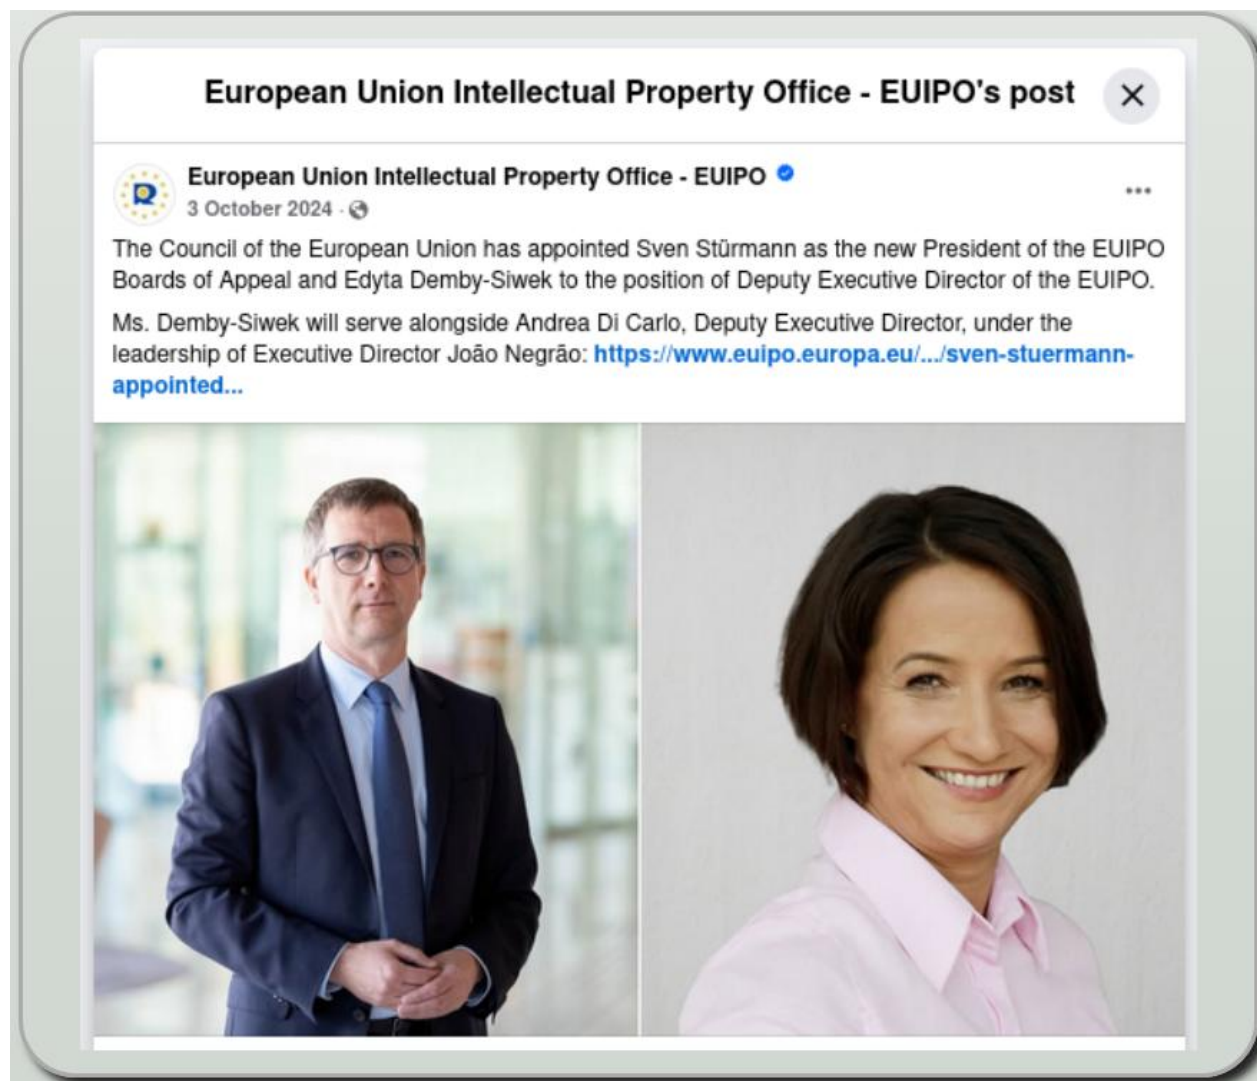 European Union Intellectual Property Office - EUIPO's post
European Union Intellectual Property Office - EUIPO
3 October 2024 ·
The Council of the European Union has appointed Sven Stürmann as the new President of the EUIPO
Boards of Appeal and Edyta Demby-Siwek to the position of Deputy Executive Director of the EUIPO.
Ms. Demby-Siwek will serve alongside Andrea Di Carlo, Deputy Executive Director, under the
leadership of Executive Director João Negrão: https://www.euipo.europa.eu/.../sven-stuermann-
appointed...